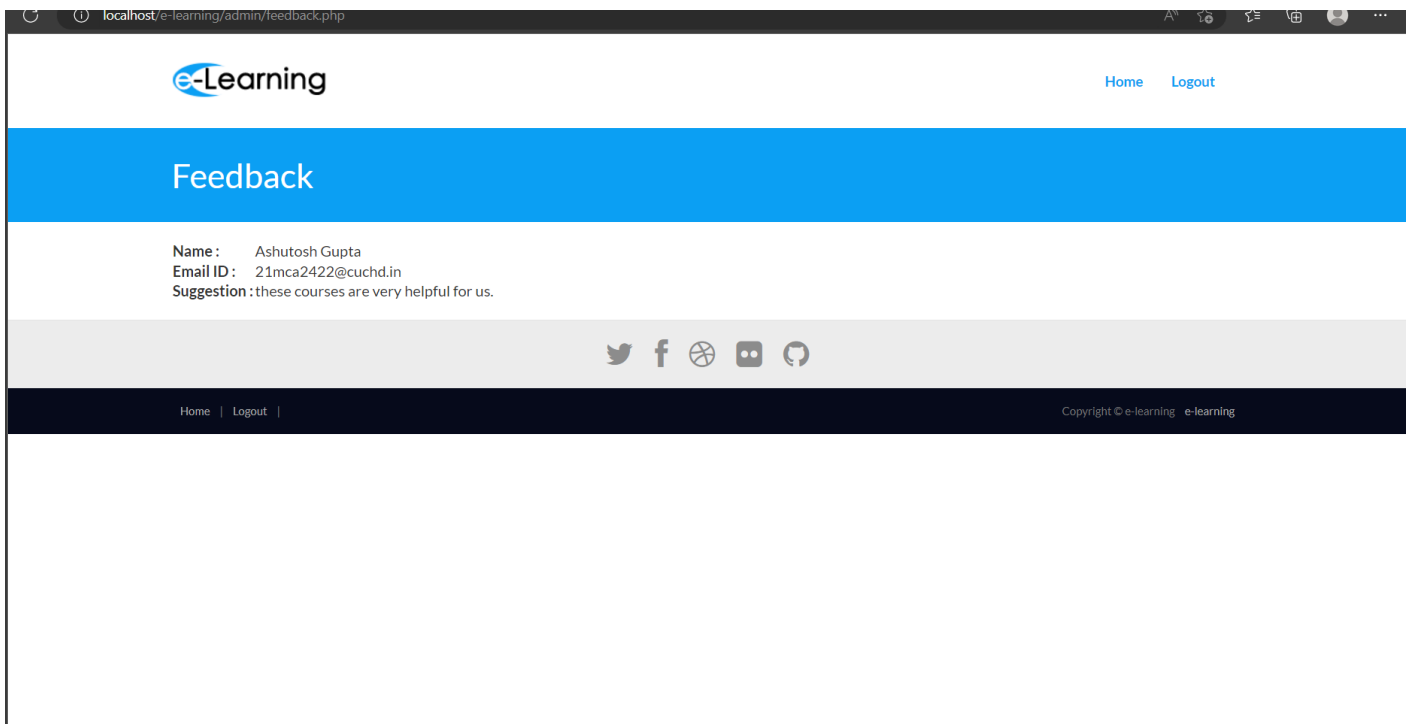 localhost/e-learning/admin/feedback.php
e-Learning
Home Logout
Feedback
Name : Ashutosh Gupta
Email ID : 21mca2422@cuchd.in
Suggestion : these courses are very helpful for us.
Home | Logout |
Copyright © e-learning e-learning